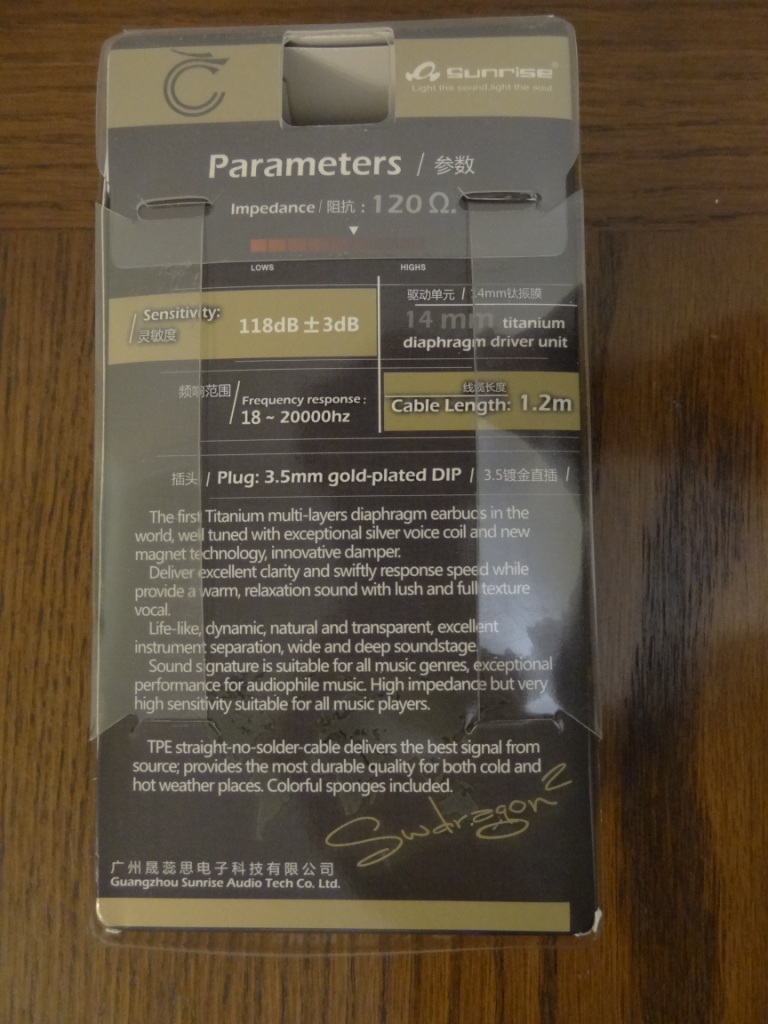 Sunrise®
Light the sound,light the soul
Parameters / 参数
Impedance / 阻抗 : 120 Ω.
LOWS HIGHS
驱动单元 / 14mm钛振膜
Sensitivity:
灵敏度
118dB ±3dB
14 mm titanium
diaphragm driver unit
频响范围
Frequency response :
18 ~ 20000hz
线缆长度
Cable Length: 1.2m
插头 / Plug: 3.5mm gold-plated DIP / 3.5镀金直插 /
The first Titanium multi-layers diaphragm earbuds in the
world, well tuned with exceptional silver voice coil and new
magnet technology, innovative damper.
Deliver excellent clarity and swiftly response speed while
provide a warm, relaxation sound with lush and full texture
vocal.
Life-like, dynamic, natural and transparent, excellent
instrument separation, wide and deep soundstage.
Sound signature is suitable for all music genres, exceptional
performance for audiophile music. High impedance but very
high sensitivity suitable for all music players.
TPE straight-no-solder-cable delivers the best signal from
source; provides the most durable quality for both cold and
hot weather places. Colorful sponges included.
Swdragon2
广州晟蕊思电子科技有限公司
Guangzhou Sunrise Audio Tech Co. Ltd.